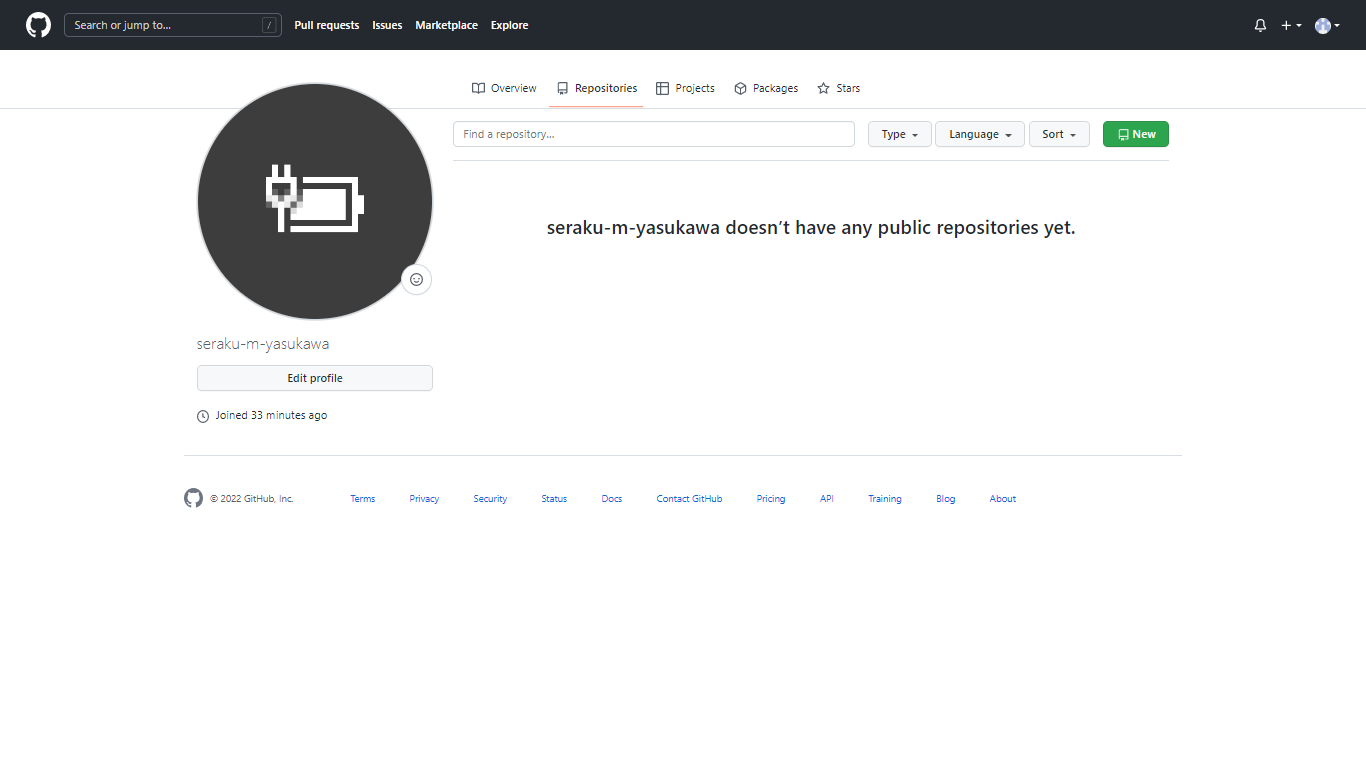 Search or jump to... /
Pull requests Issues Marketplace Explore
Overview Repositories Projects Packages Stars
Find a repository... Type Language Sort New
seraku-m-yasukawa doesn’t have any public repositories yet.
seraku-m-yasukawa
Edit profile
Joined 33 minutes ago
© 2022 GitHub, Inc. Terms Privacy Security Status Docs Contact GitHub Pricing API Training Blog About